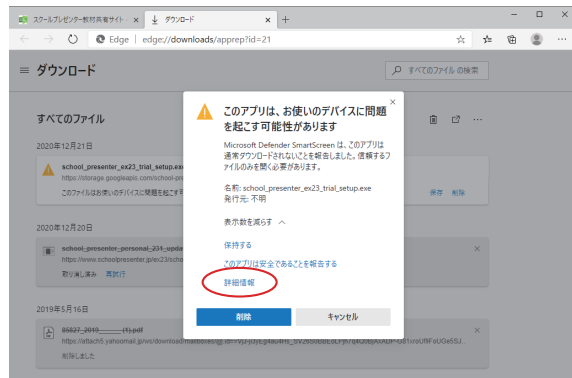 スクールプレゼンター教材共有サイト -
ダウンロード
Edge | edge://downloads/apprep?id=21
ダウンロード
すべてのファイル の検索
すべてのファイル
2020年12月21日
school_presenter_ex23_trial_setup.exe
https://storage.googleapis.com/school-pre
このファイルはお使いのデバイスに問題を起こす可
保存 削除
2020年12月20日
school_presenter_personal_231_upda
https://www.schoolpresenter.jp/ex23/scho
取り消し済み 再試行
2019年5月16日
85827_2019______ (1).pdf
https://attach5.yahoomail.jp/ws/download/mailboxes/
削除しました
このアプリは、お使いのデバイスに問題
を起こす可能性があります
Microsoft Defender SmartScreen は、このアプリは
通常ダウンロードされないことを報告しました。信頼するフ
ァイルのみを開く必要があります。
名前: school_presenter_ex23_trial_setup.exe
発行元: 不明
表示数を減らす
保持する
このアプリは安全であることを報告する
詳細情報
削除
キャンセル